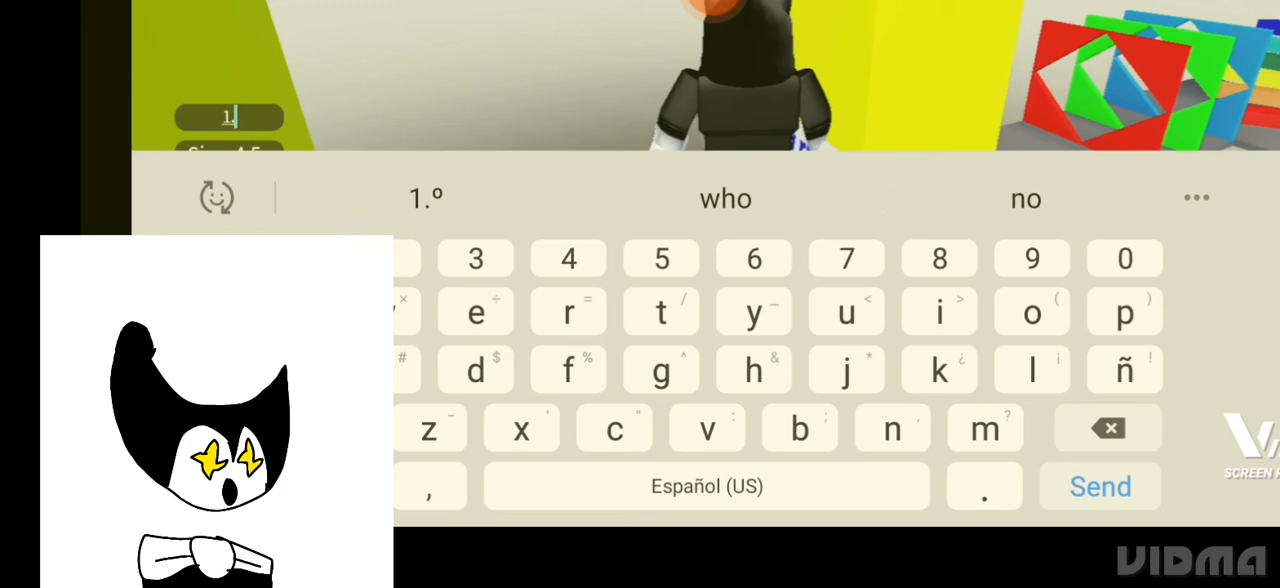 1.
1.º who no
3 4 5 6 7 8 9 0
e ÷ r = t / y _ u < i > o ( p )
# d $ f % g ^ h & j * k ¿ l ¡ ñ !
z - x ' c " v : b ; n , m ?
, Español (US) . Send
VIDMA